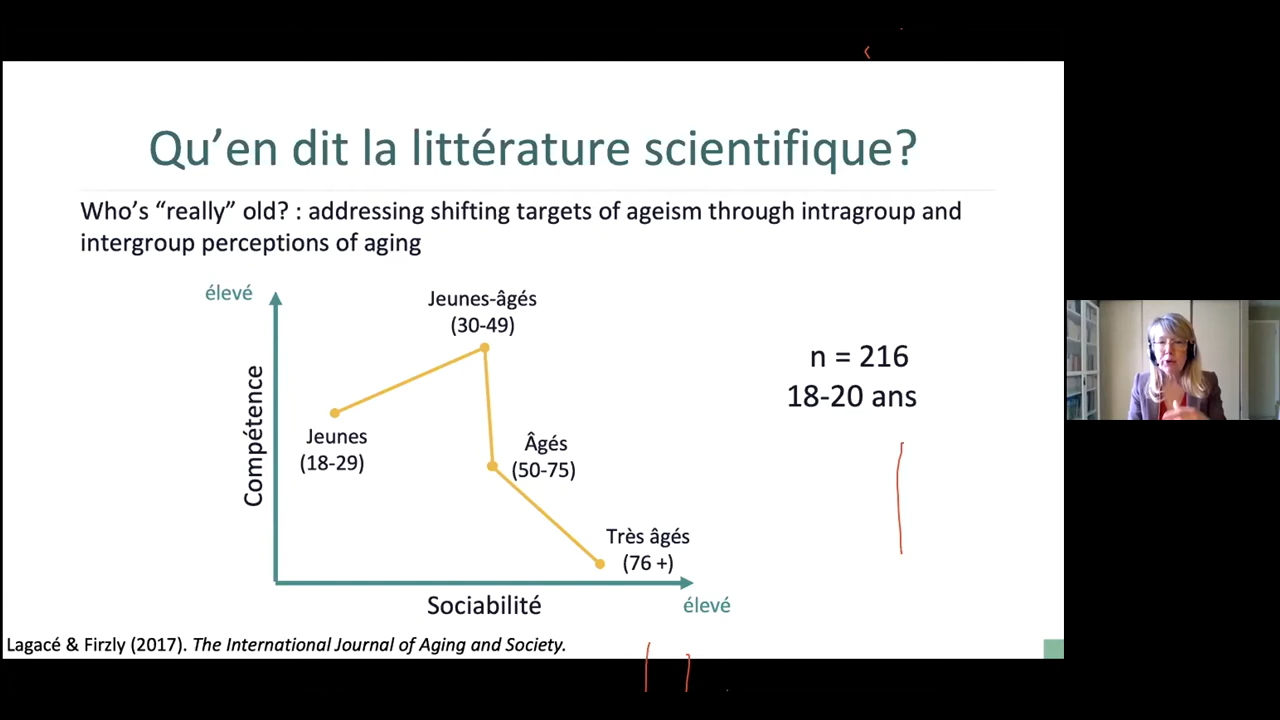 Qu'en dit la littérature scientifique?
Who's “really” old? : addressing shifting targets of ageism through intragroup and
intergroup perceptions of aging
élevé
Compétence
Jeunes-âgés
(30-49)
Jeunes
(18-29)
Âgés
(50-75)
Très âgés
(76 +)
Sociabilité
élevé
n = 216
18-20 ans
Lagacé & Firzly (2017). The International Journal of Aging and Society.